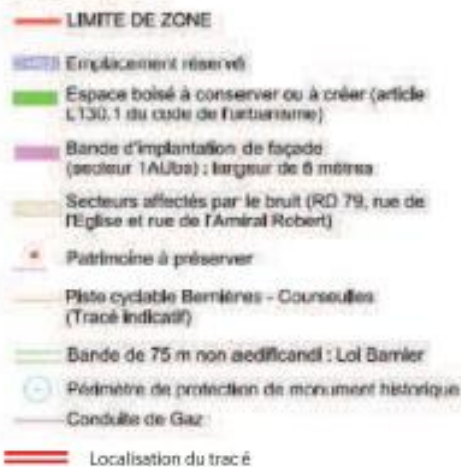 LIMITE DE ZONE
Emplacement réservé
Espace boisé à conserver ou à créer (article
L130.1 du code de l'urbanisme)
Bande d'implantation de façade
(secteur 1AUba) : largeur de 6 mètres
Secteurs affectés par le bruit (RD 79, rue de
l'Eglise et rue de l'Amiral Robert)
Patrimoine à préserver
Piste cyclable Bernières - Courseulles
(Tracé indicatif)
Bande de 75 m non aedificandi : Loi Barnier
Périmètre de protection de monument historique
Conduite de Gaz
Localisation du tracé